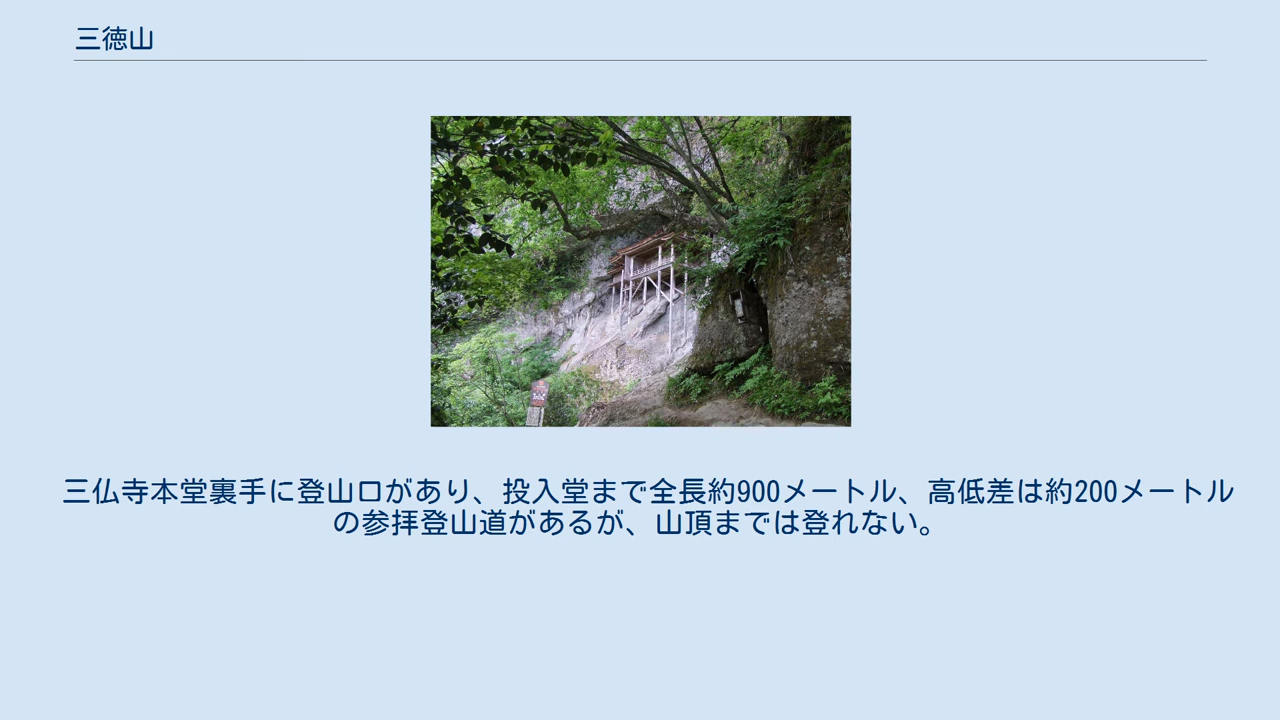 三徳山
三仏寺本堂裏手に登山口があり、投入堂まで全長約900メートル、高低差は約200メートル
の参拝登山道があるが、山頂までは登れない。